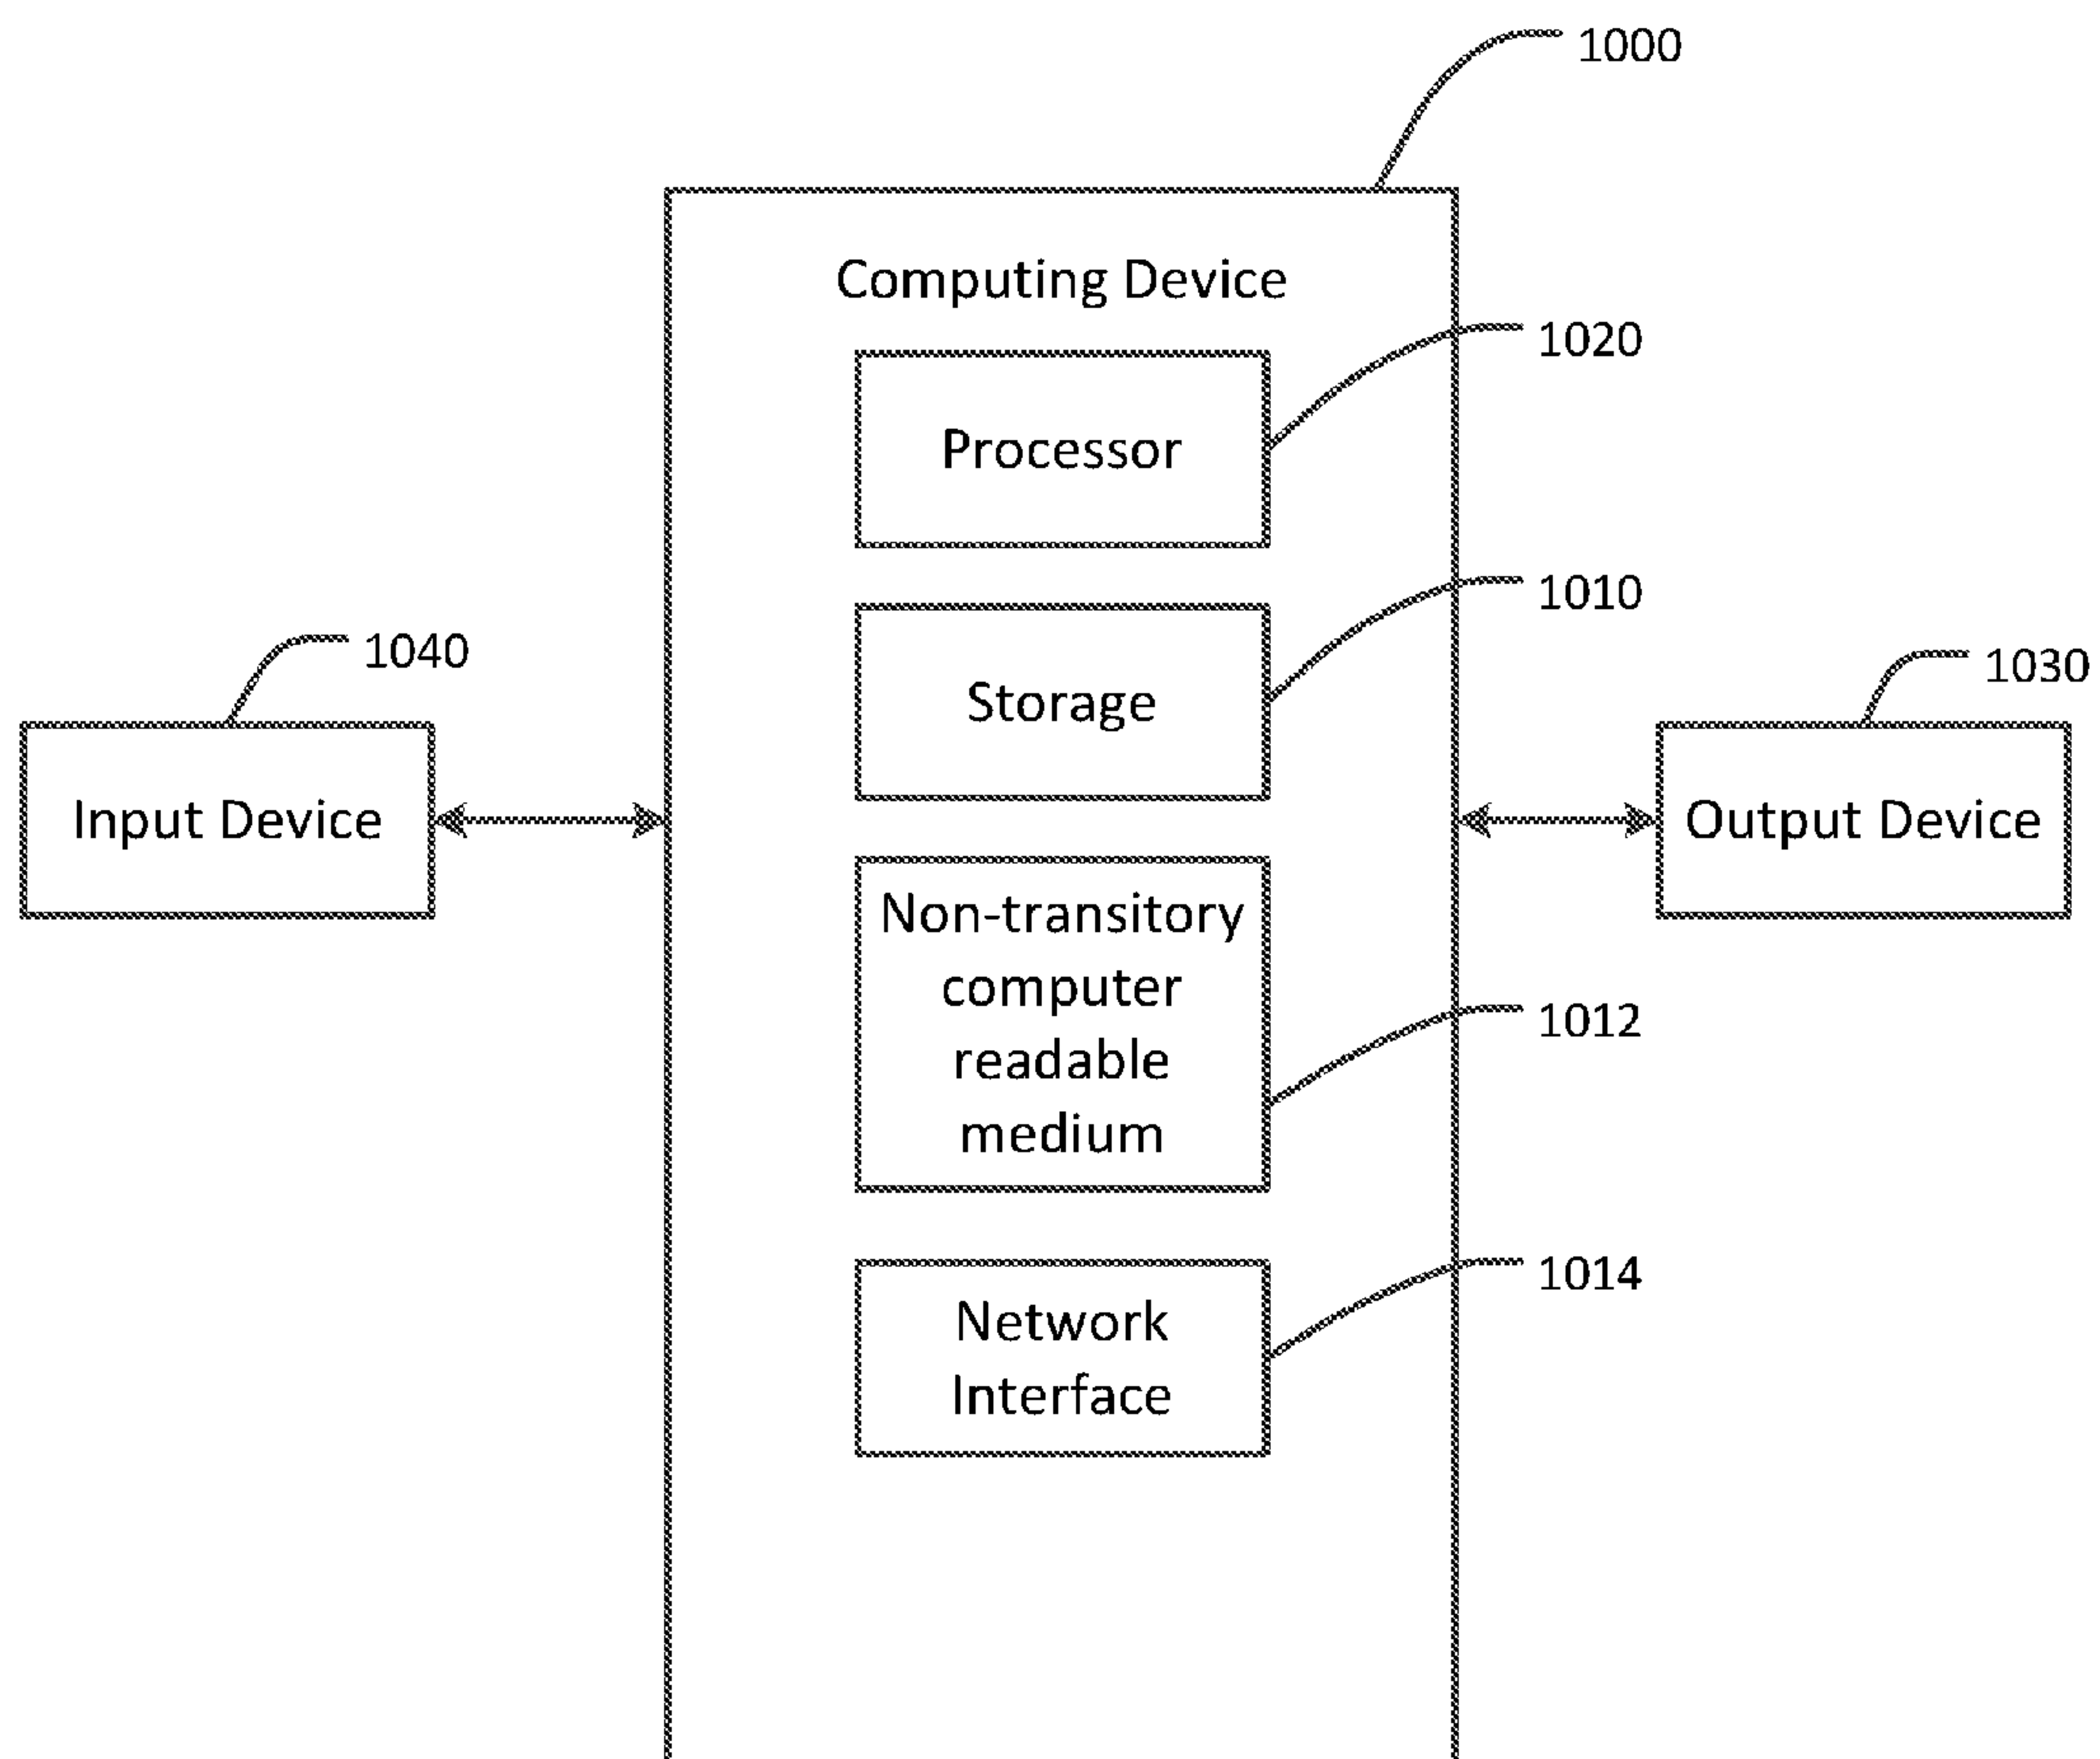 1000
Computing Device
1020
Processor
1010
Storage
1040
1030
Input Device
Output Device
Non-transitory
computer
readable
medium
1012
1014
Network
Interface